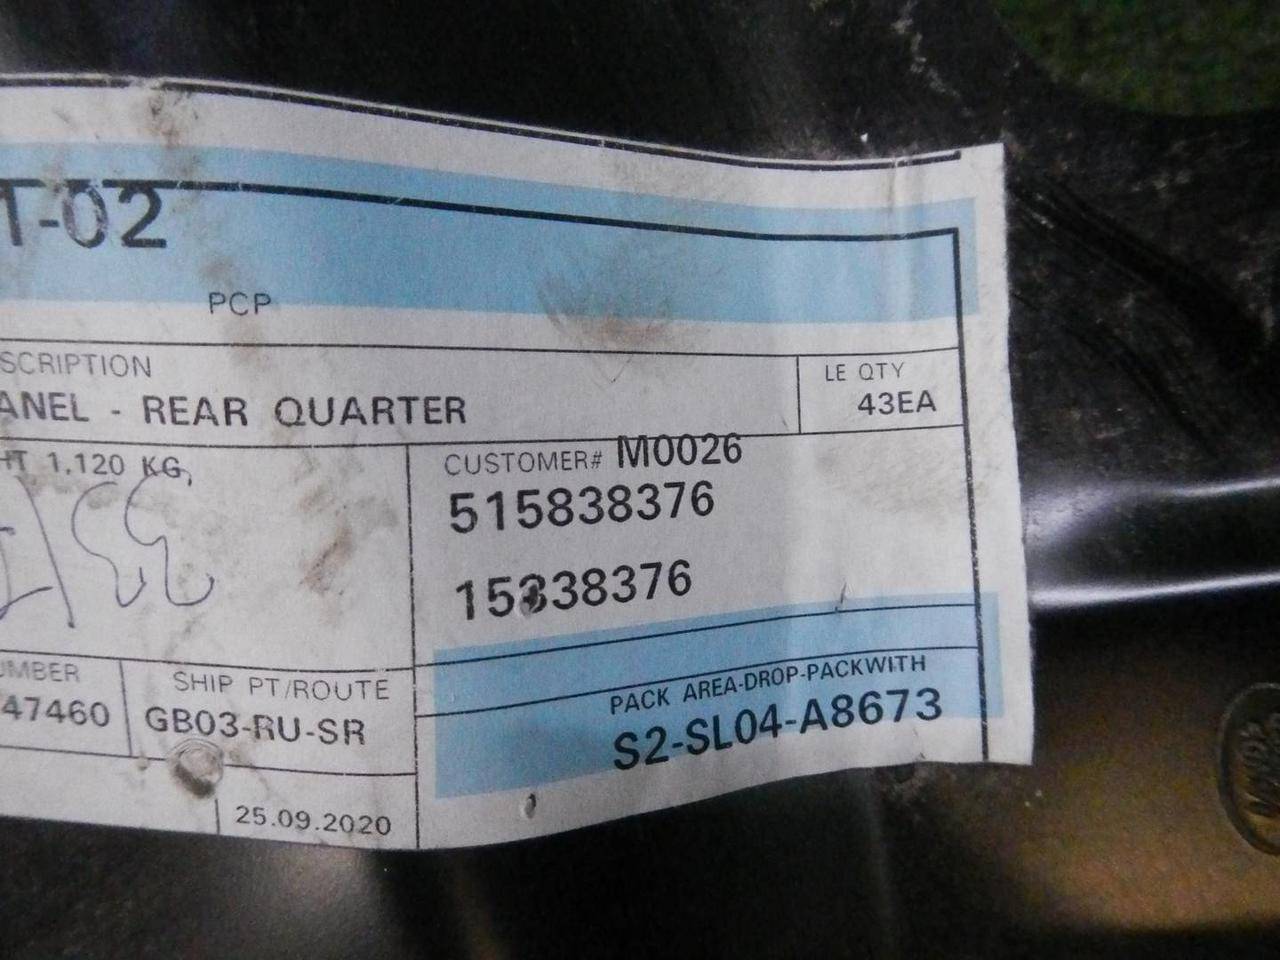 1-02
PCP
SCRIPTION
ANEL - REAR QUARTER
LE QTY
43EA
HT 1.120 KG,
CUSTOMER# M0026
515838376
15838376
UMBER
47460
SHIP PT/ROUTE
GB03-RU-SR
PACK AREA-DROP-PACKWITH
S2-SL04-A8673
25.09.2020